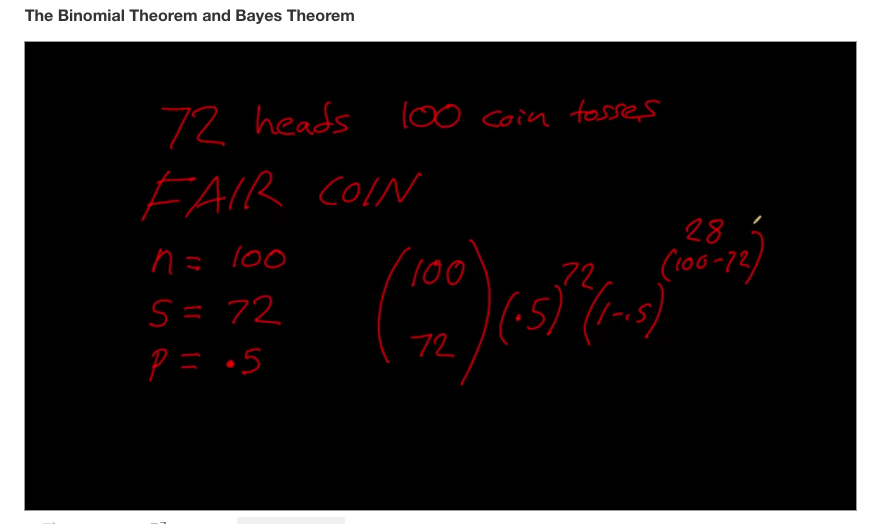 The Binomial Theorem and Bayes Theorem
72 heads 100 coin tosses
FAIR COIN
n = 100
S = 72
P = .5
(100 72) (.5)^72 (1-.5)^(100-72)
28